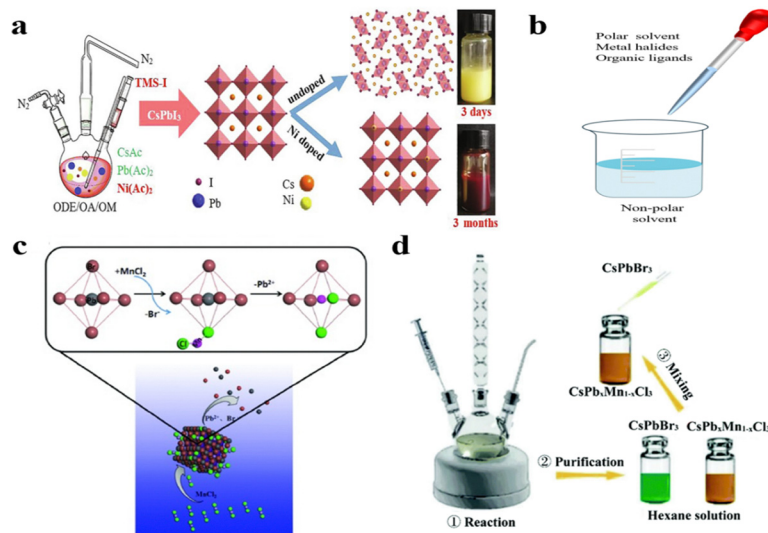 a
N₂
N₂
TMS-I
CsAc
Pb(Ac)₂
Ni(Ac)₂
ODE/OA/OM
CsPbI₃
I
Pb
Cs
Ni
undoped
Ni doped
3 days
3 months
b
Polar solvent
Metal halides
Organic ligands
Non-polar
solvent
c
+MnCl₂
-Br⁻
-Pb²⁺
Cl
Pb²⁺、Br
MnCl₂
d
CsPbBr₃
CsPbₓMn₁₋ₓCl₃
③ Mixing
CsPbBr₃
CsPbₓMn₁₋ₓCl₃
② Purification
① Reaction
Hexane solution